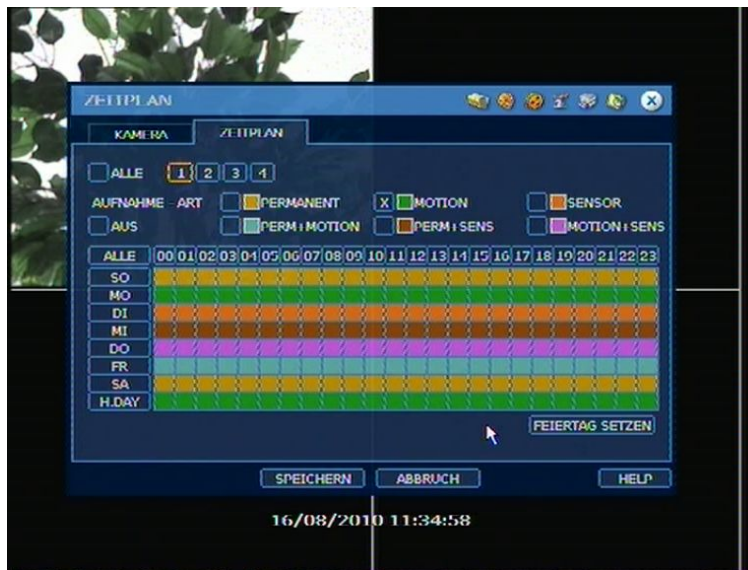 ZEITPLAN
KAMERA ZEITPLAN
ALLE 1 2 3 4
AUFNAHME - ART PERMANENT X MOTION SENSOR
AUS PERM+MOTION PERM+SENS MOTION+SENS
ALLE 00 01 02 03 04 05 06 07 08 09 10 11 12 13 14 15 16 17 18 19 20 21 22 23
SO
MO
DI
MI
DO
FR
SA
H.DAY
FEIERTAG SETZEN
SPEICHERN ABBRUCH HELP
16/08/2010 11:34:58